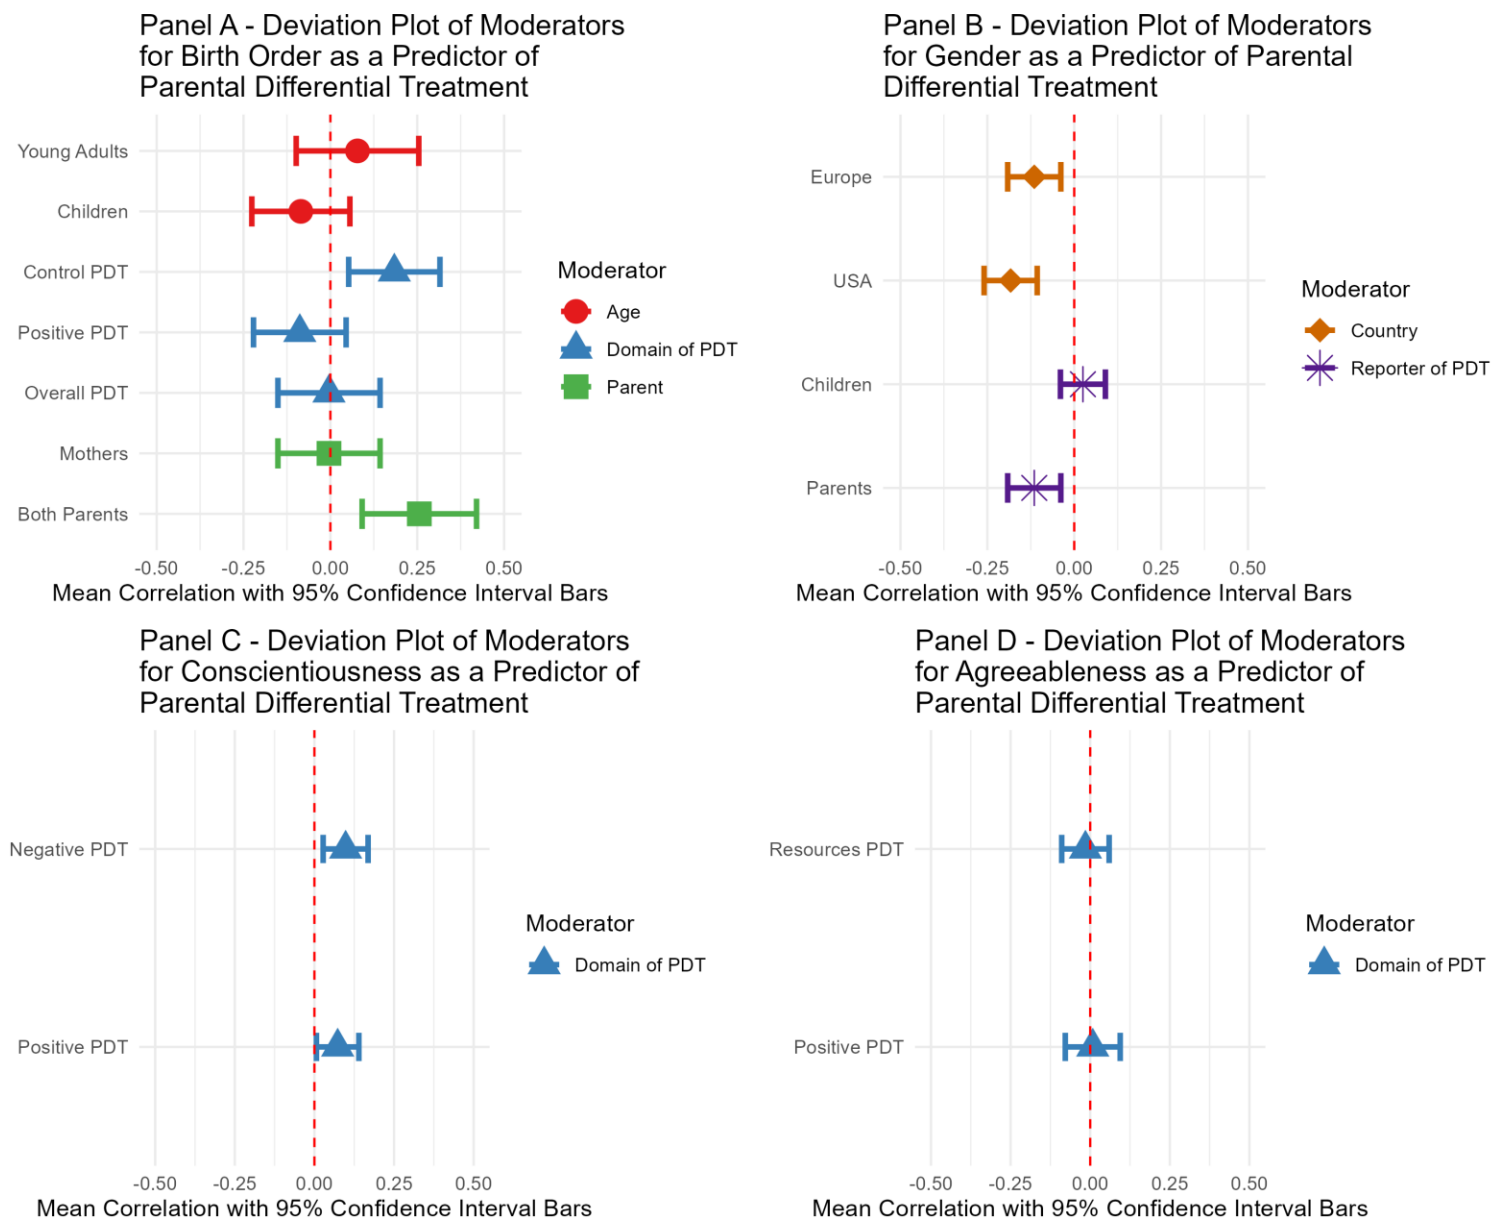 Panel A - Deviation Plot of Moderators
for Birth Order as a Predictor of
Parental Differential Treatment
Young Adults
Children
Control PDT
Positive PDT
Overall PDT
Mothers
Both Parents
-0.50 -0.25 0.00 0.25 0.50
Mean Correlation with 95% Confidence Interval Bars
Moderator
Age
Domain of PDT
Parent
Panel B - Deviation Plot of Moderators
for Gender as a Predictor of Parental
Differential Treatment
Europe
USA
Children
Parents
-0.50 -0.25 0.00 0.25 0.50
Mean Correlation with 95% Confidence Interval Bars
Moderator
Country
Reporter of PDT
Panel C - Deviation Plot of Moderators
for Conscientiousness as a Predictor of
Parental Differential Treatment
Negative PDT
Positive PDT
-0.50 -0.25 0.00 0.25 0.50
Mean Correlation with 95% Confidence Interval Bars
Moderator
Domain of PDT
Panel D - Deviation Plot of Moderators
for Agreeableness as a Predictor of
Parental Differential Treatment
Resources PDT
Positive PDT
-0.50 -0.25 0.00 0.25 0.50
Mean Correlation with 95% Confidence Interval Bars
Moderator
Domain of PDT